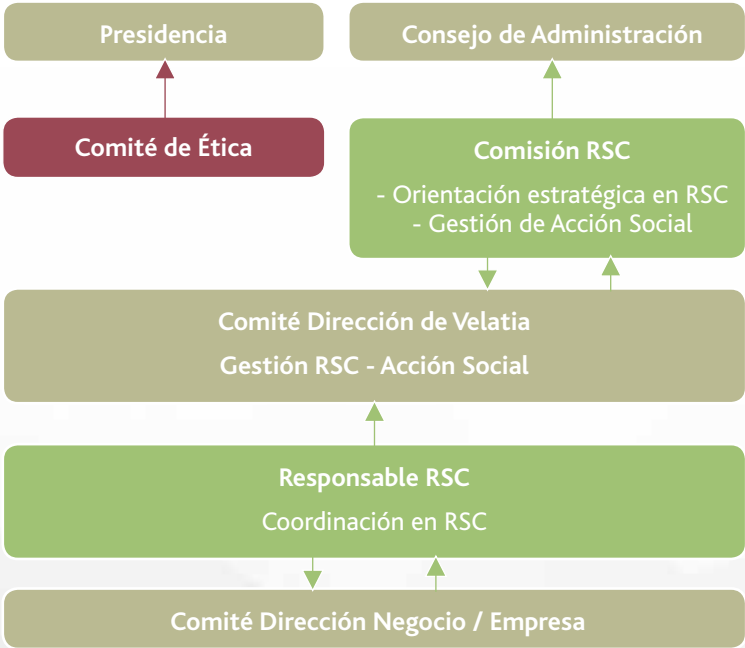 Presidencia
Consejo de Administración
Comité de Ética
Comisión RSC
- Orientación estratégica en RSC
- Gestión de Acción Social
Comité Dirección de Velatia
Gestión RSC - Acción Social
Responsable RSC
Coordinación en RSC
Comité Dirección Negocio / Empresa